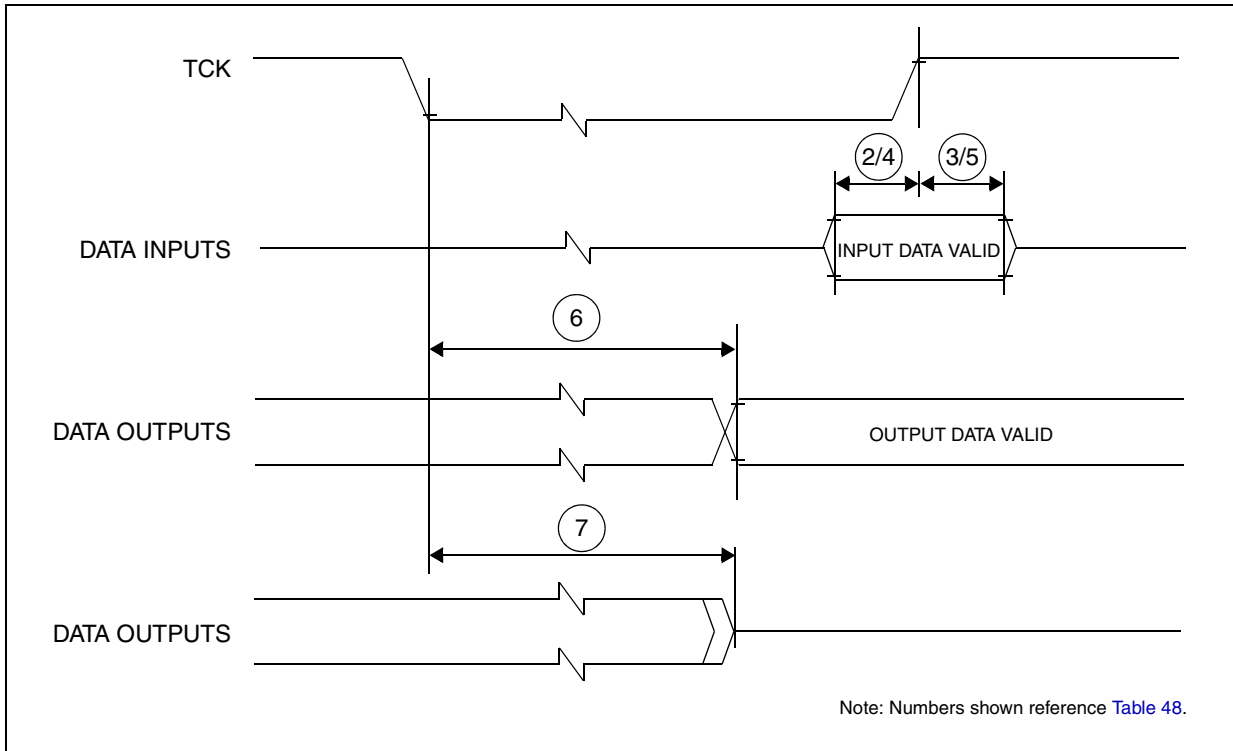 TCK
2/4
3/5
DATA INPUTS
INPUT DATA VALID
6
DATA OUTPUTS
OUTPUT DATA VALID
7
DATA OUTPUTS
Note: Numbers shown reference Table 48.